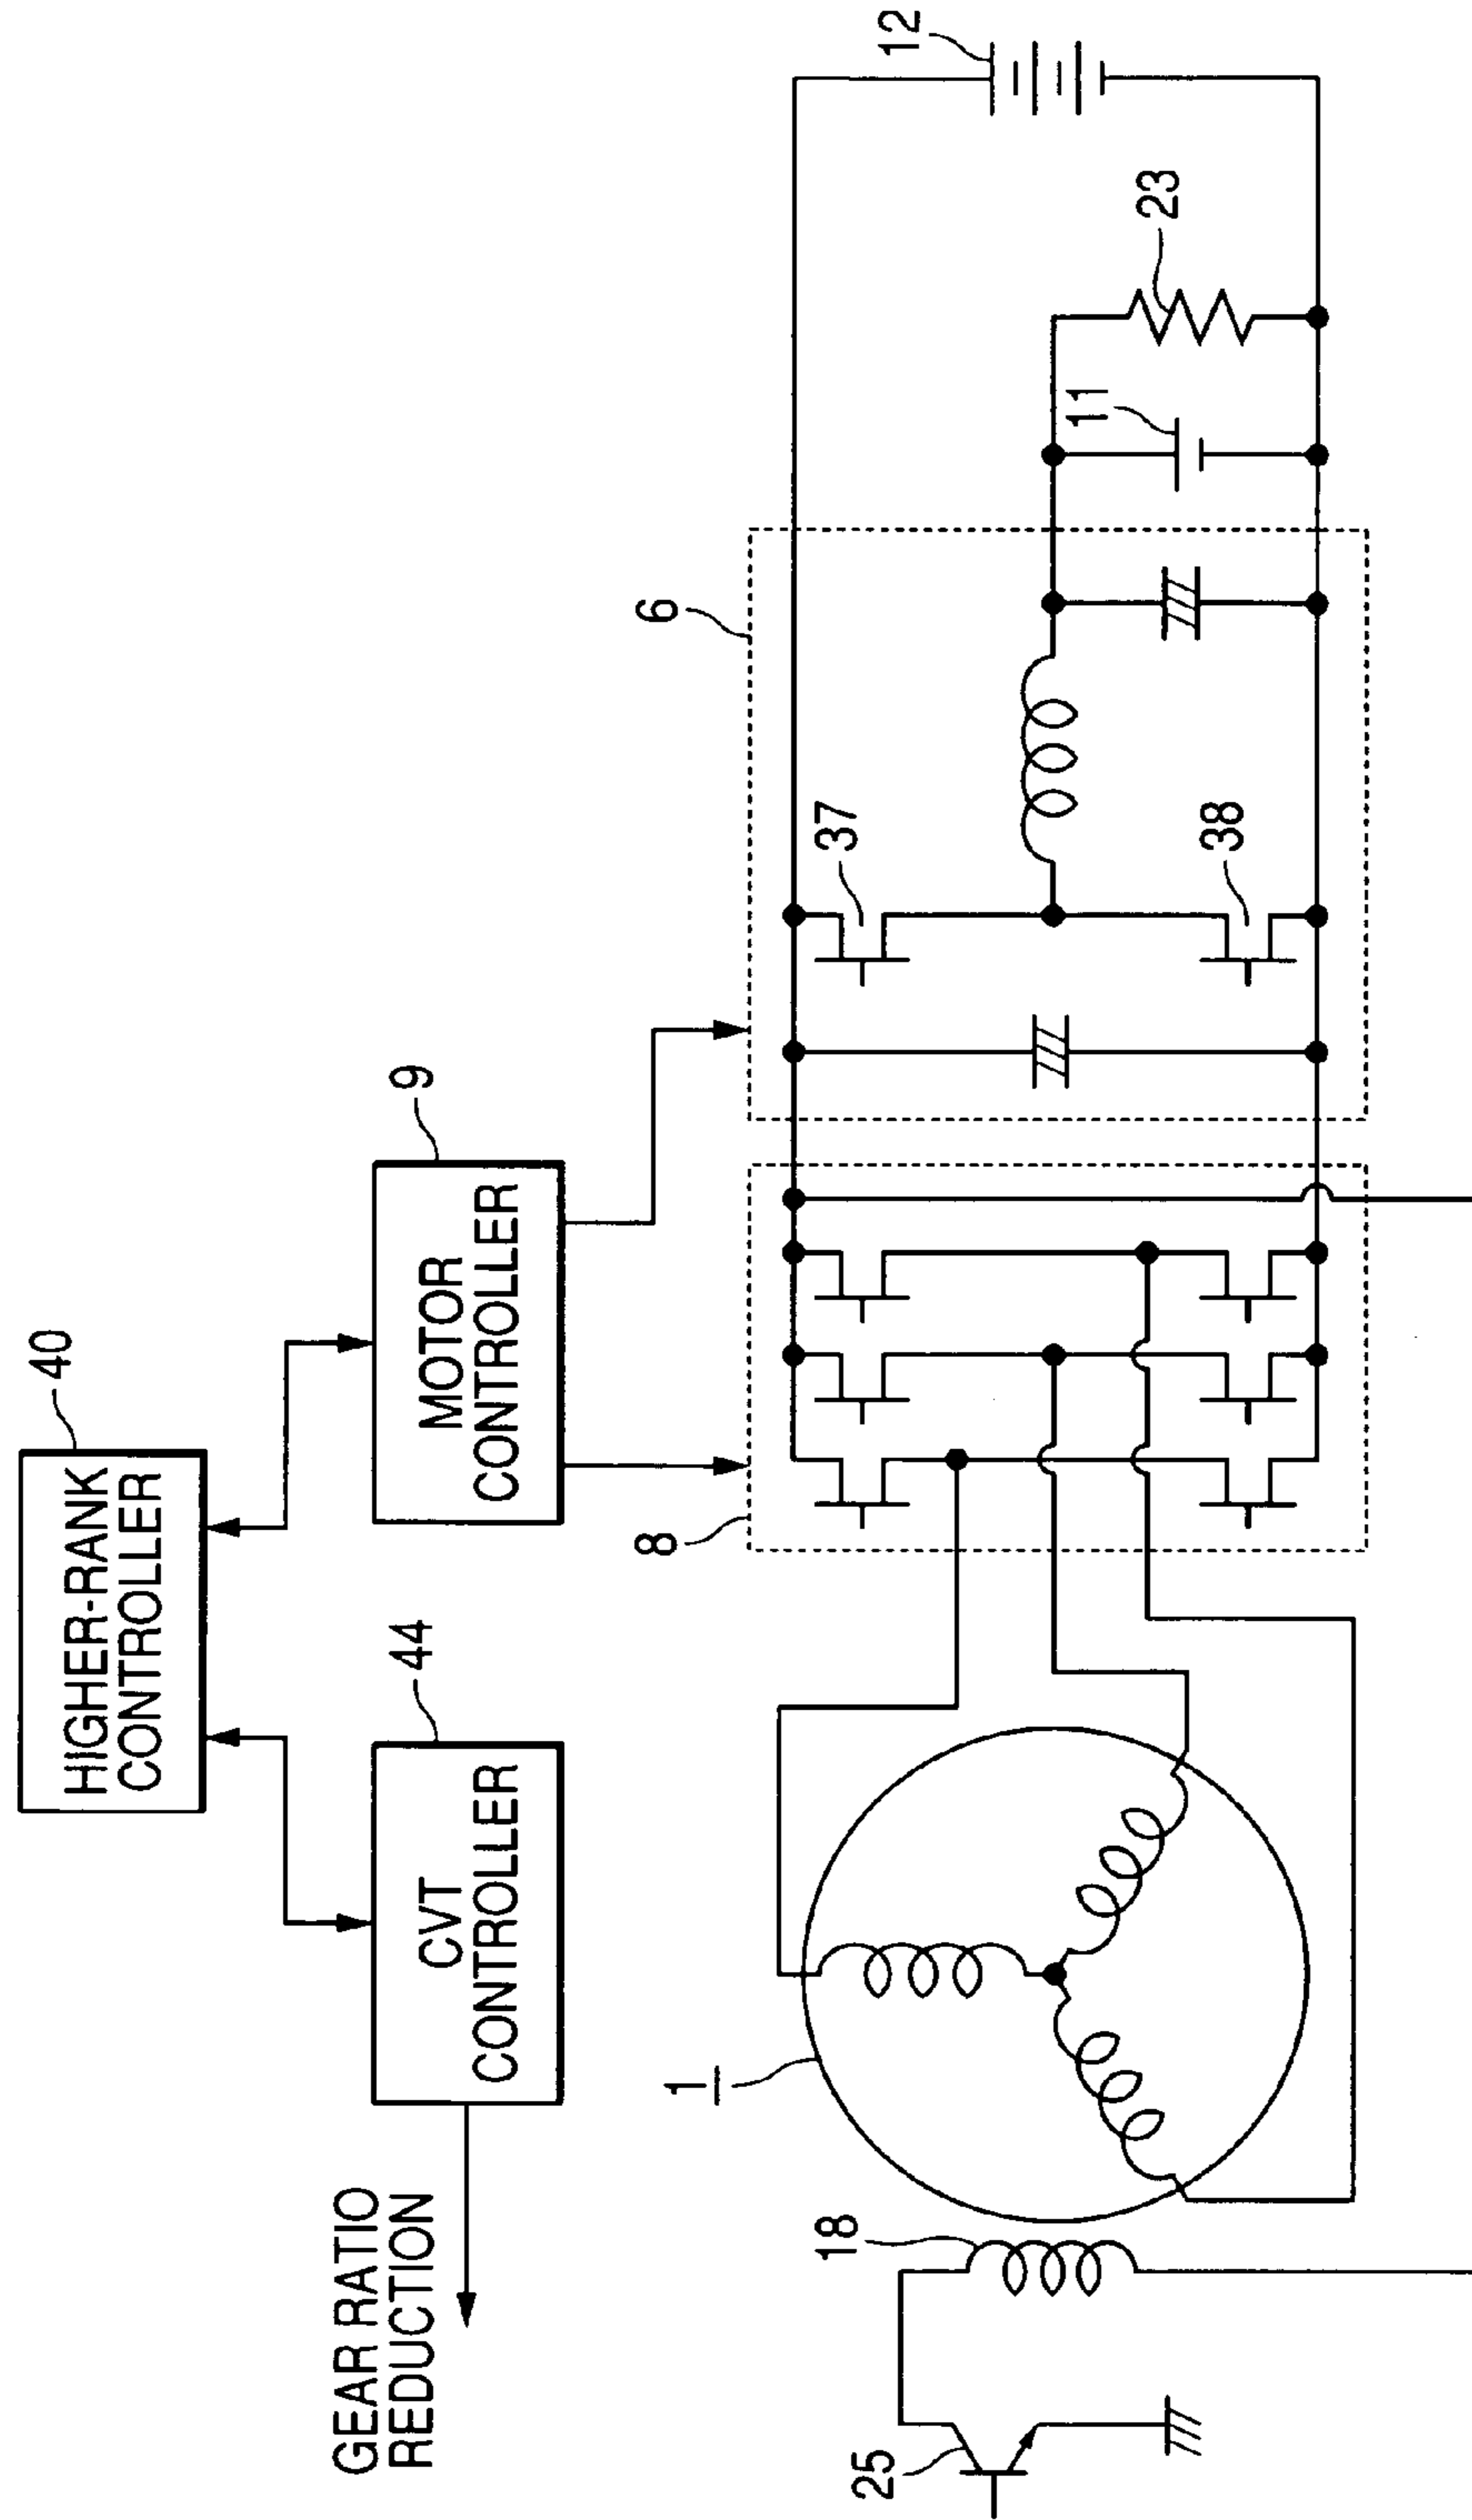 40
HIGHER-RANK
CONTROLLER
44
9
CVT
CONTROLLER
MOTOR
CONTROLLER
GEAR RATIO
REDUCTION
1
8
6
12
18
25
37
38
11
23